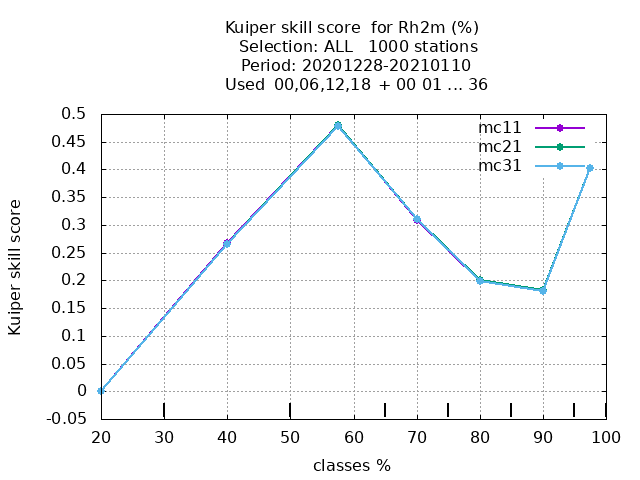 Kuiper skill score  for Rh2m (%)
Selection: ALL   1000 stations
Period: 20201228-20210110
Used  00,06,12,18  + 00 01 ... 36
mc11
mc21
mc31
Kuiper skill score
0.5
0.45
0.4
0.35
0.3
0.25
0.2
0.15
0.1
0.05
0
-0.05
20 30 40 50 60 70 80 90 100
classes %